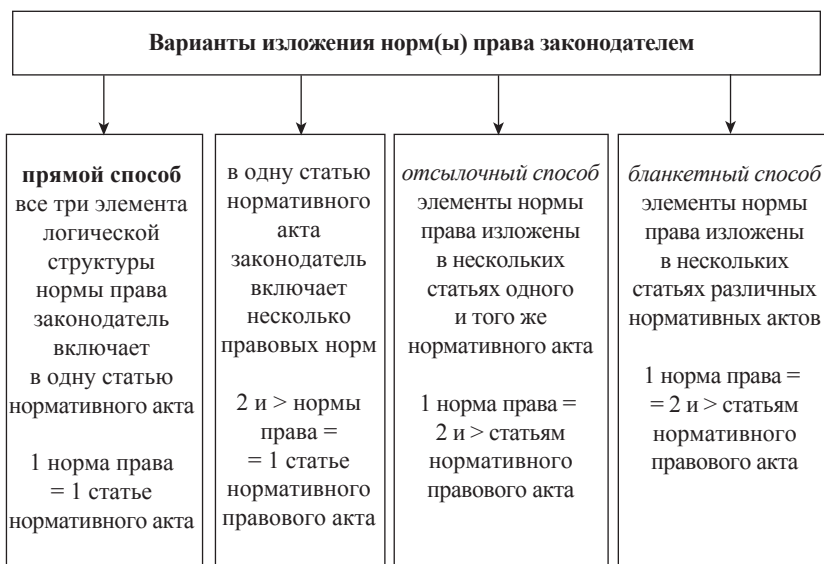 Варианты изложения норм(ы) права законодателем
прямой способ
все три элемента
логической
структуры
нормы права
законодатель
включает
в одну статью
нормативного акта
1 норма права
= 1 статье
нормативного акта
в одну статью
нормативного
акта
законодатель
включает
несколько
правовых норм
2 и > нормы
права =
= 1 статье
нормативного
правового акта
отсылочный способ
элементы нормы
права изложены
в нескольких
статьях одного
и того же
нормативного акта
1 норма права =
2 и > статьям
нормативного
правового акта
бланкетный способ
элементы нормы
права изложены
в нескольких
статьях различных
нормативных актов
1 норма права =
= 2 и > статьям
нормативного
правового акта